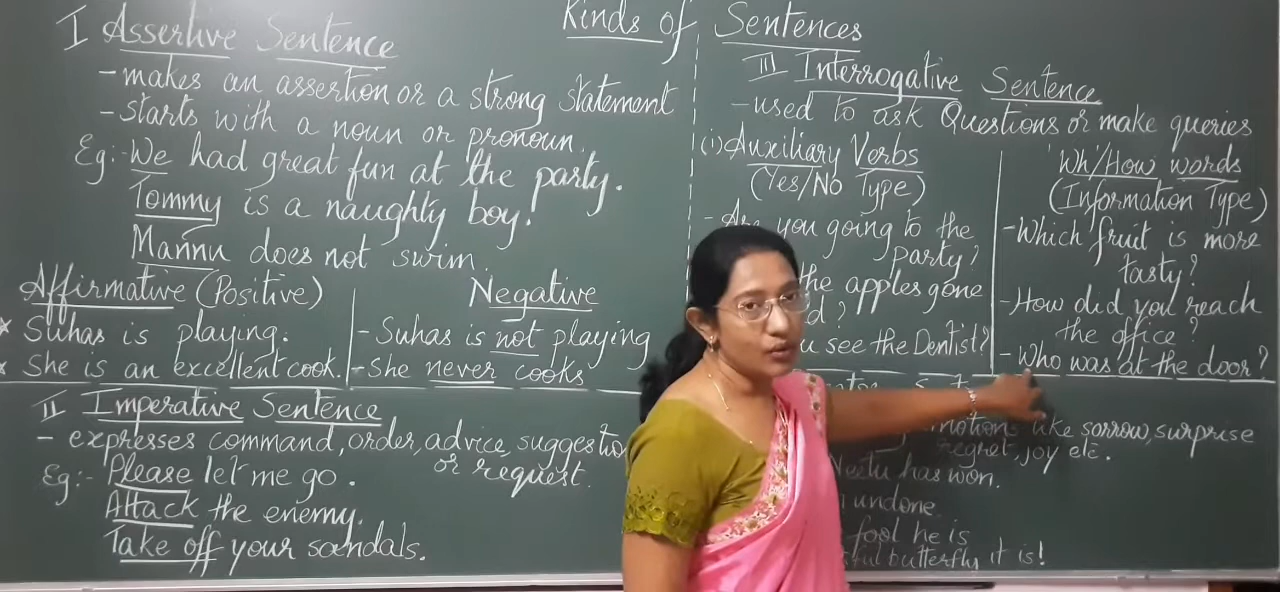 Kinds of Sentences
I Assertive Sentence
- makes an assertion or a strong statement
- starts with a noun or pronoun.
Eg:- We had great fun at the party.
Tommy is a naughty boy.
Mannu does not swim.
Affirmative (Positive)
* Suhas is playing.
* She is an excellent cook.
Negative
- Suhas is not playing
- She never cooks
II Imperative Sentence
- expresses command, order, advice,
or request.
Eg:- Please let me go.
Attack the enemy.
Take off your sandals.
III Interrogative Sentence
- used to ask Questions or make queries
(i) Auxiliary Verbs
(Yes/No Type)
- Are you going to the
party?
the apples gone
see the Dentist?
'Wh'/How words
(Information Type)
- Which fruit is more
tasty?
- How did you reach
the office?
- Who was at the door?
like sorrow, surprise
regret, joy etc.
Neetu has won.
undone
fool he is
butterfly it is!